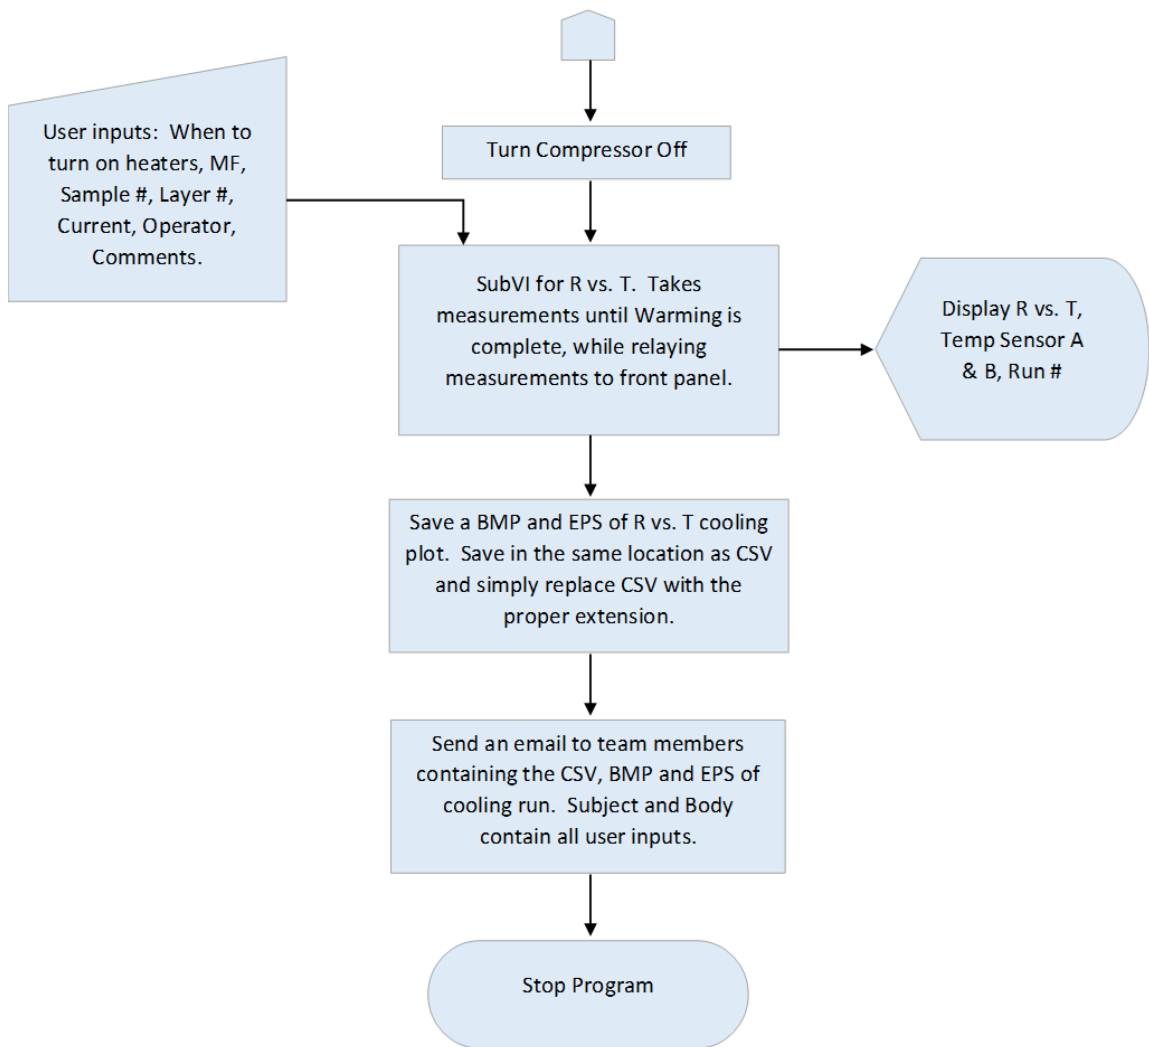 Turn Compressor Off
User inputs:  When to
turn on heaters, MF,
Sample #, Layer #,
Current, Operator,
Comments.
SubVI for R vs. T.  Takes
measurements until Warming is
complete, while relaying
measurements to front panel.
Display R vs. T,
Temp Sensor A
& B, Run #
Save a BMP and EPS of R vs. T cooling
plot.  Save in the same location as CSV
and simply replace CSV with the
proper extension.
Send an email to team members
containing the CSV, BMP and EPS of
cooling run.  Subject and Body
contain all user inputs.
Stop Program